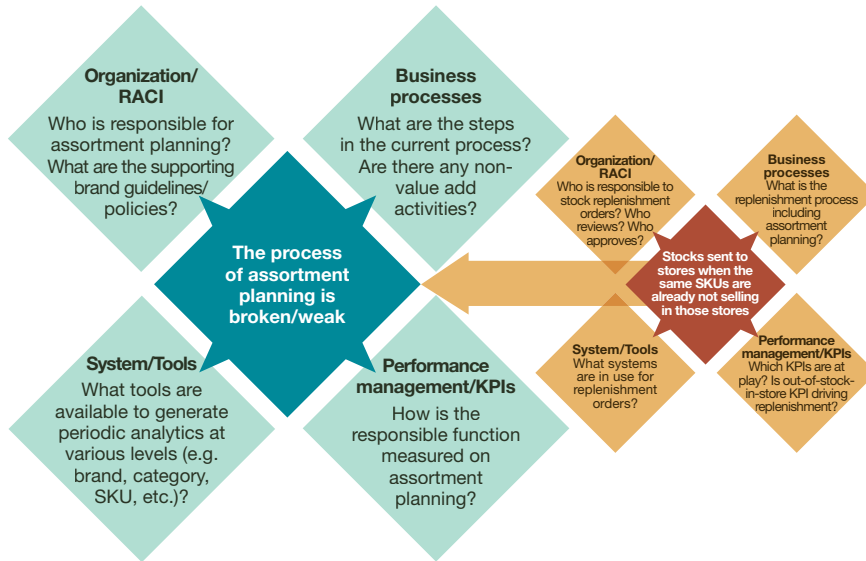 Organization/
RACI
Who is responsible for
assortment planning?
What are the supporting
brand guidelines/
policies?
Business
processes
What are the steps
in the current process?
Are there any non-
value add
activities?
The process
of assortment
planning is
broken/weak
System/Tools
What tools are
available to generate
periodic analytics at
various levels (e.g.
brand, category,
SKU, etc.)?
Performance
management/KPIs
How is the
responsible function
measured on
assortment
planning?
Organization/
RACI
Who is responsible to
stock replenishment
orders? Who
reviews? Who
approves?
Business
processes
What is the
replenishment process
including
assortment
planning?
Stocks sent to
stores when the
same SKUs are
already not selling
in those stores
System/Tools
What systems
are in use for
replenishment
orders?
Performance
management/KPIs
Which KPIs are at
play? Is out-of-stock-
in-store KPI driving
replenishment?